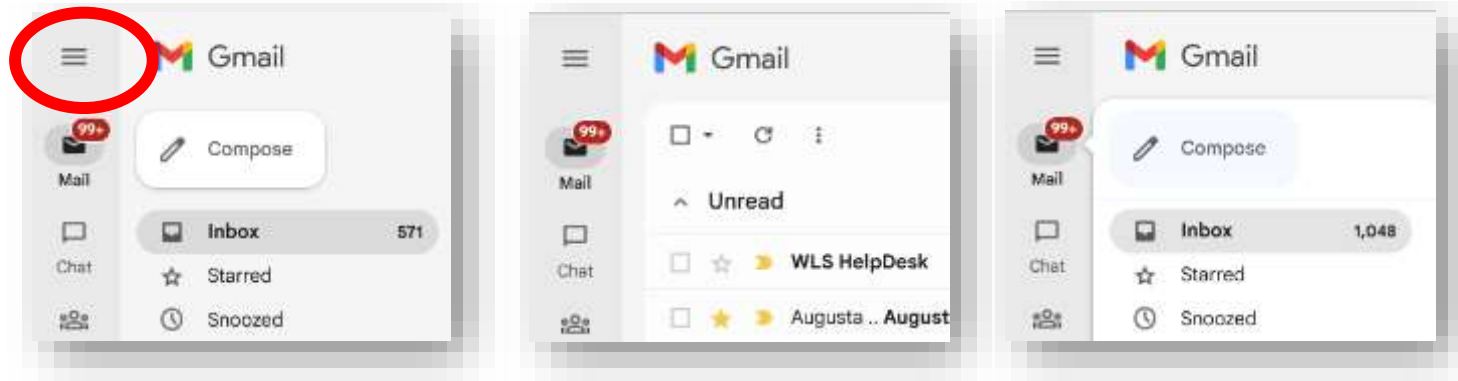 Gmail
99+
Compose
Mail
Inbox 571
Chat
Starred
Snoozed
Gmail
99+
Mail
Unread
Chat
WLS HelpDesk
Augusta .. August
Gmail
99+
Compose
Mail
Inbox 1,048
Chat
Starred
Snoozed